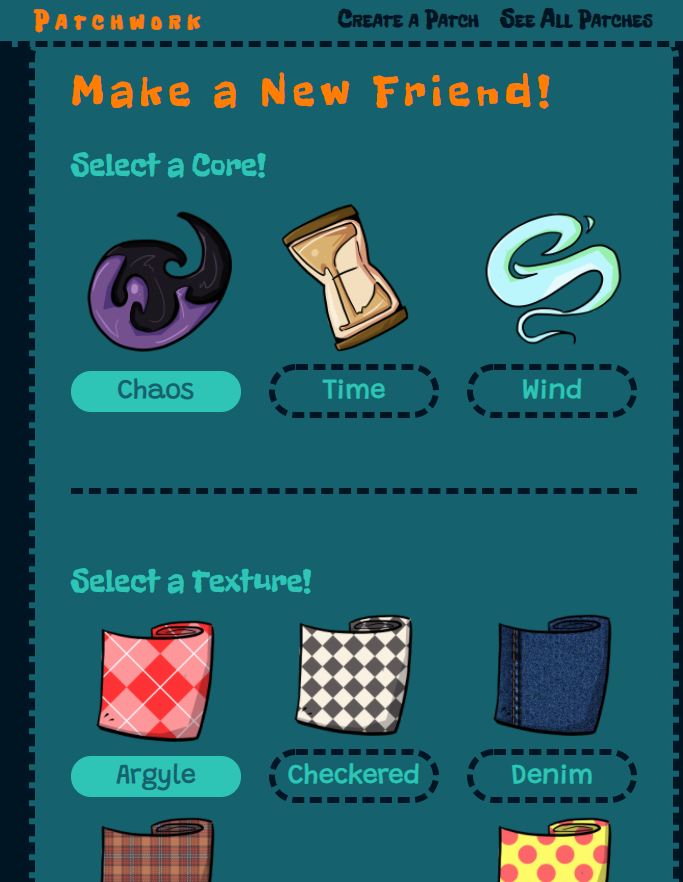 Patchwork
Create a Patch See All Patches
Make a New Friend!
Select a Core!
Chaos Time Wind
Select a Texture!
Argyle Checkered Denim